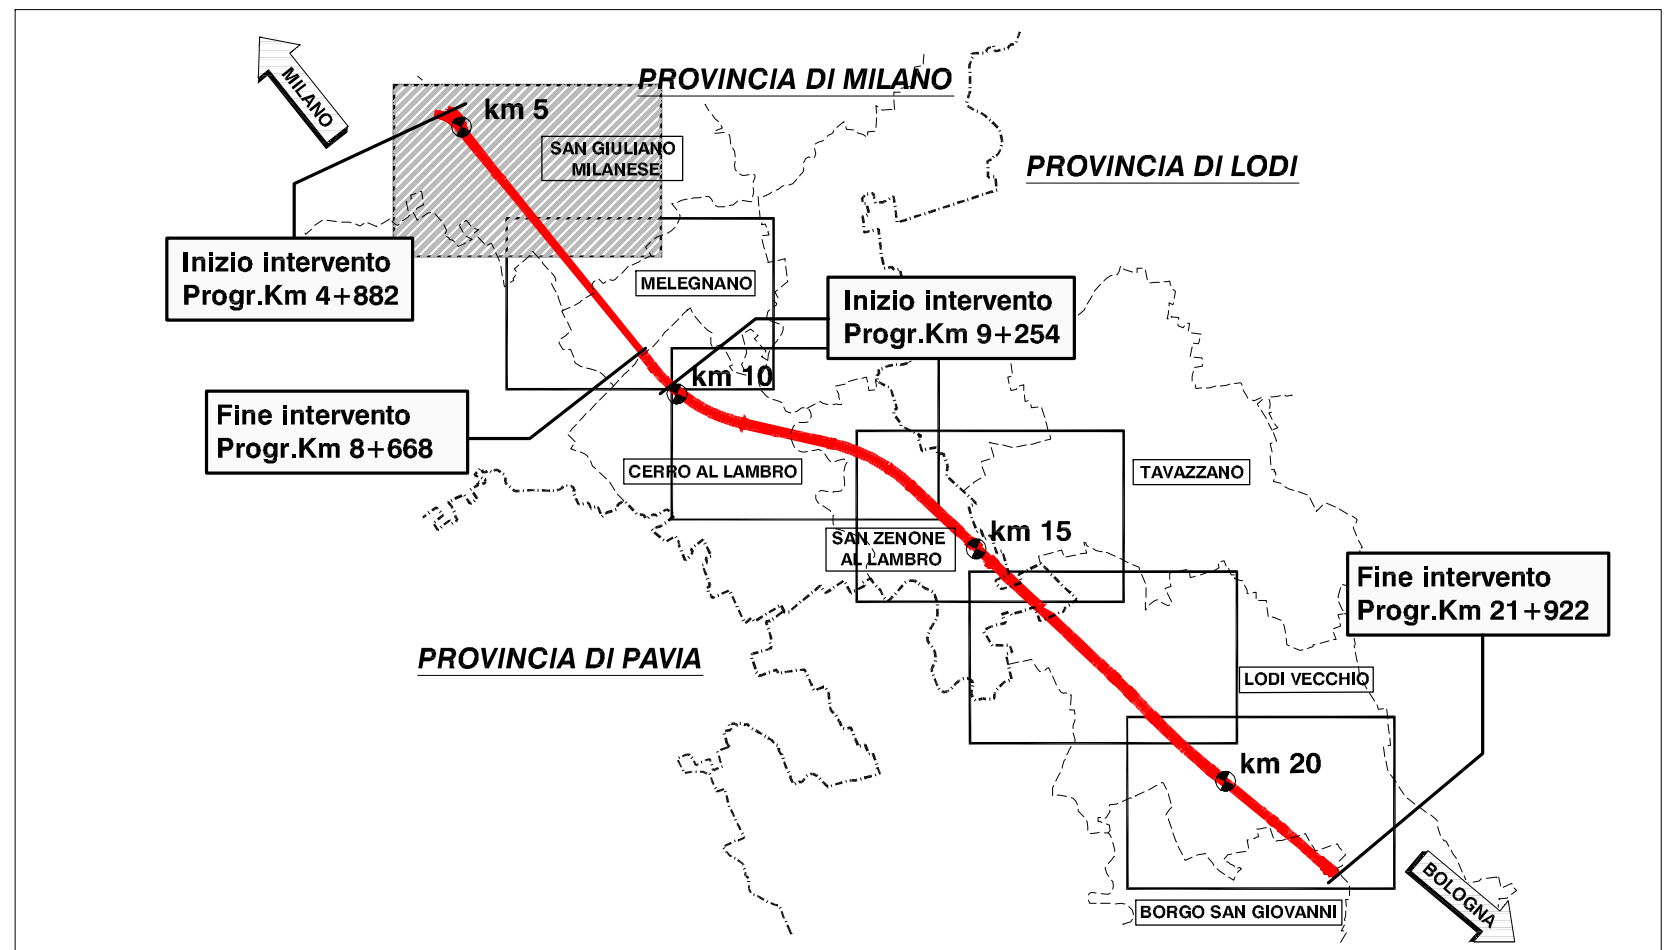 MILANO
PROVINCIA DI MILANO
km 5
SAN GIULIANO
MILANESE
PROVINCIA DI LODI
Inizio intervento
Progr.Km 4+882
MELEGNANO
Inizio intervento
Progr.Km 9+254
km 10
Fine intervento
Progr.Km 8+668
CERRO AL LAMBRO
TAVAZZANO
SAN ZENONE
AL LAMBRO
km 15
Fine intervento
Progr.Km 21+922
PROVINCIA DI PAVIA
LODI VECCHIO
km 20
BOLOGNA
BORGO SAN GIOVANNI